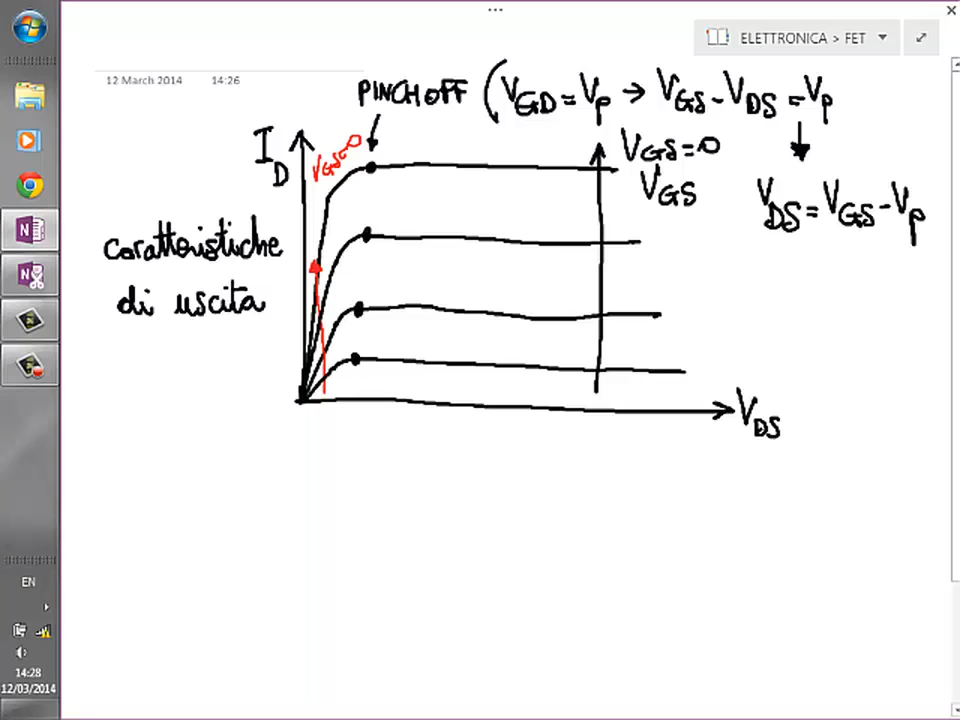 ELETTRONICA > FET
12 March 2014 14:26
PINCHOFF (VGD = Vp → VGS - VDS = Vp
ID
VGS=0
VGS=0
VGS
VDS = VGS - Vp
caratteristiche
di uscita
VDS
EN
14:28
12/03/2014